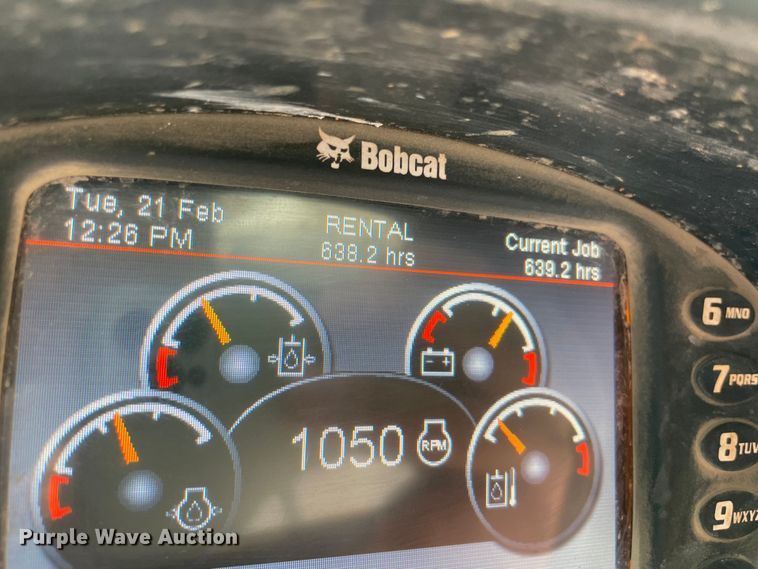 Bobcat
Tue, 21 Feb
12:26 PM
RENTAL
638.2 hrs
Current Job
639.2 hrs
6 MNO
7 PQRS
8 TUV
9 WXYZ
1050
RPM
Purple Wave Auction